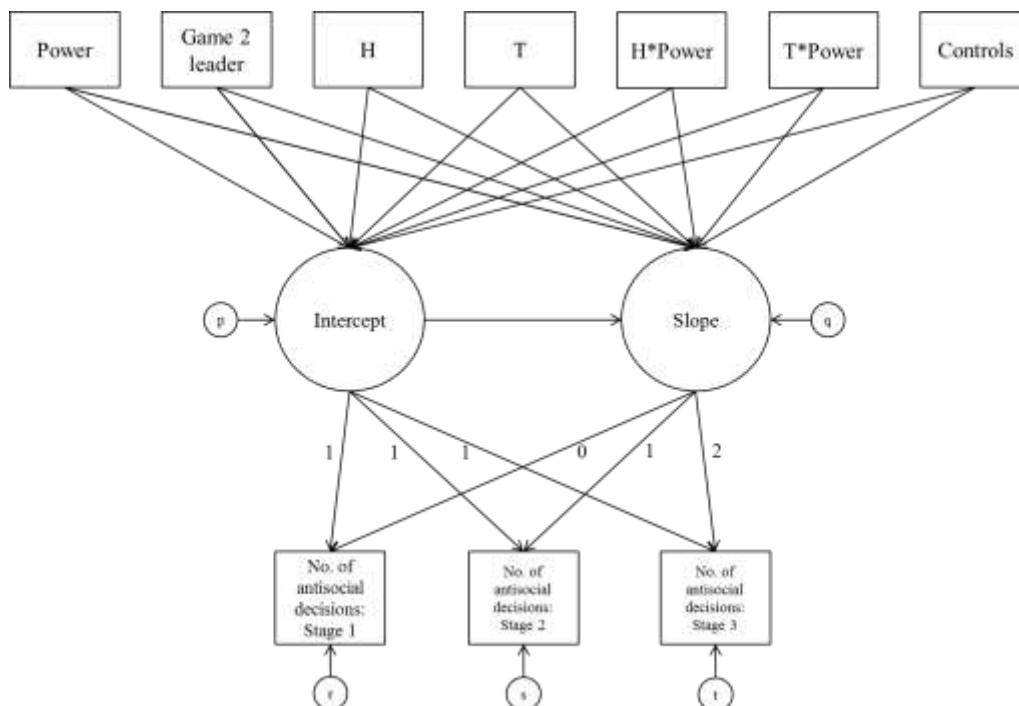 Power
Game 2
leader
H
T
H*Power
T*Power
Controls
p
Intercept
Slope
q
1
1
1
0
1
2
No. of
antisocial
decisions:
Stage 1
No. of
antisocial
decisions:
Stage 2
No. of
antisocial
decisions:
Stage 3
r
s
t